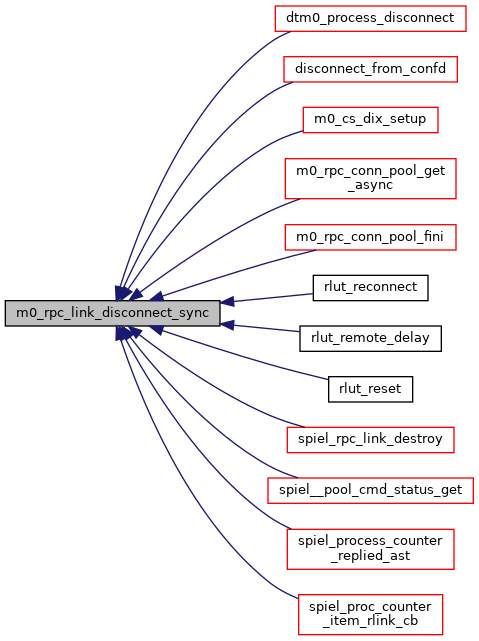 dtm0_process_disconnect
disconnect_from_confd
m0_cs_dix_setup
m0_rpc_conn_pool_get
_async
m0_rpc_conn_pool_fini
m0_rpc_link_disconnect_sync
rlut_reconnect
rlut_remote_delay
rlut_reset
spiel_rpc_link_destroy
spiel__pool_cmd_status_get
spiel_process_counter
_replied_ast
spiel_proc_counter
_item_rlink_cb